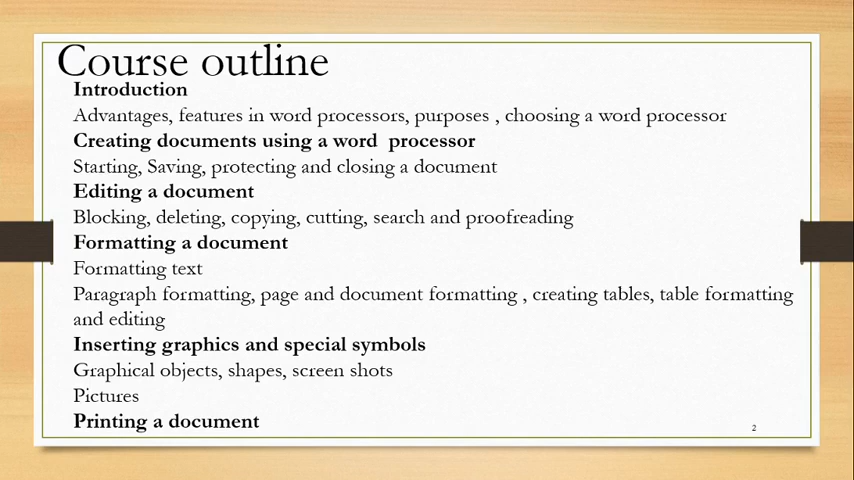 Course outline
Introduction
Advantages, features in word processors, purposes , choosing a word processor
Creating documents using a word  processor
Starting, Saving, protecting and closing a document
Editing a document
Blocking, deleting, copying, cutting, search and proofreading
Formatting a document
Formatting text
Paragraph formatting, page and document formatting , creating tables, table formatting
and editing
Inserting graphics and special symbols
Graphical objects, shapes, screen shots
Pictures
Printing a document
2